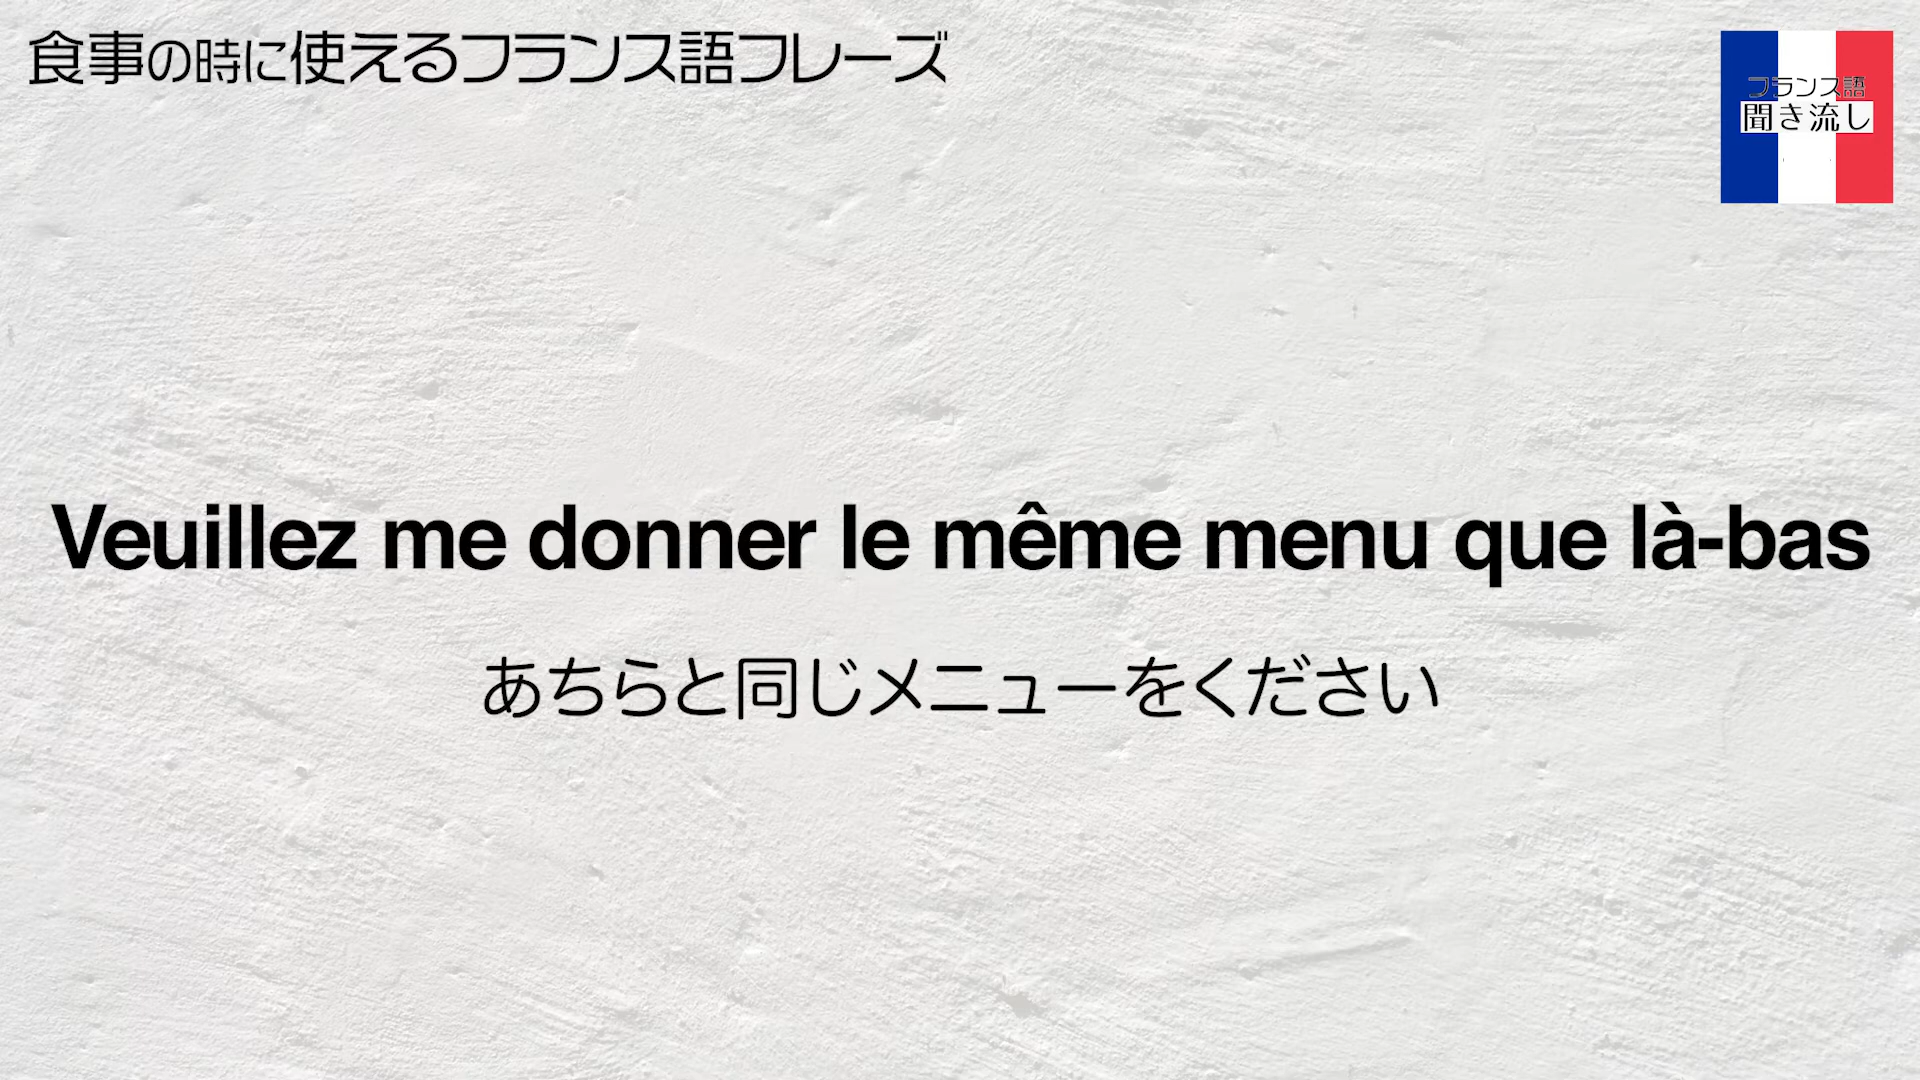 食事の時に使えるフランス語フレーズ
フランス語
聞き流し
Veuillez me donner le même menu que là-bas
あちらと同じメニューをください